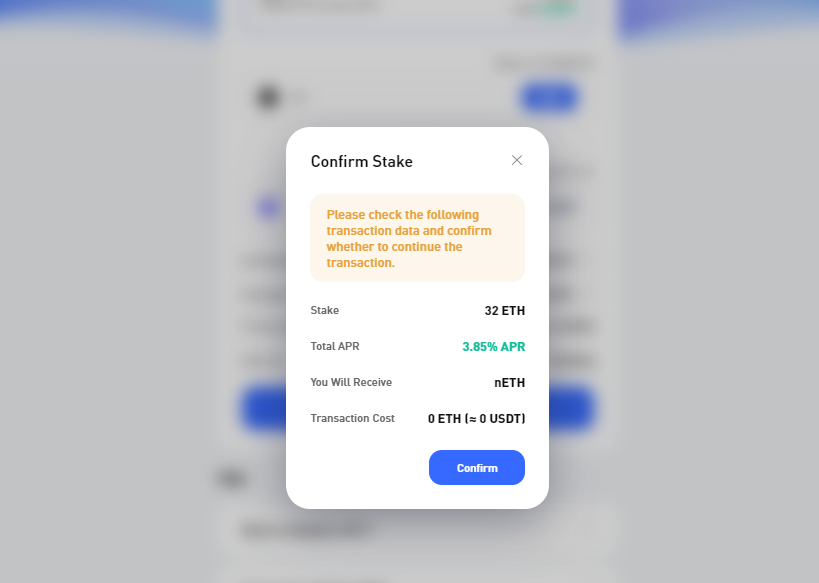 Confirm Stake
Please check the following
transaction data and confirm
whether to continue the
transaction.
Stake 32 ETH
Total APR 3.85% APR
You Will Receive nETH
Transaction Cost 0 ETH (≈ 0 USDT)
Confirm